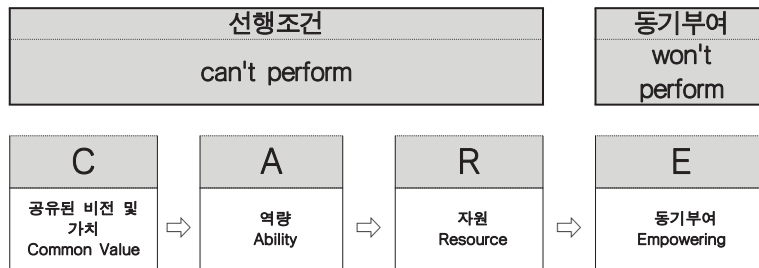 선행조건
can't perform
동기부여
won't
perform
C
공유된 비전 및
가치
Common Value
A
역량
Ability
R
자원
Resource
E
동기부여
Empowering